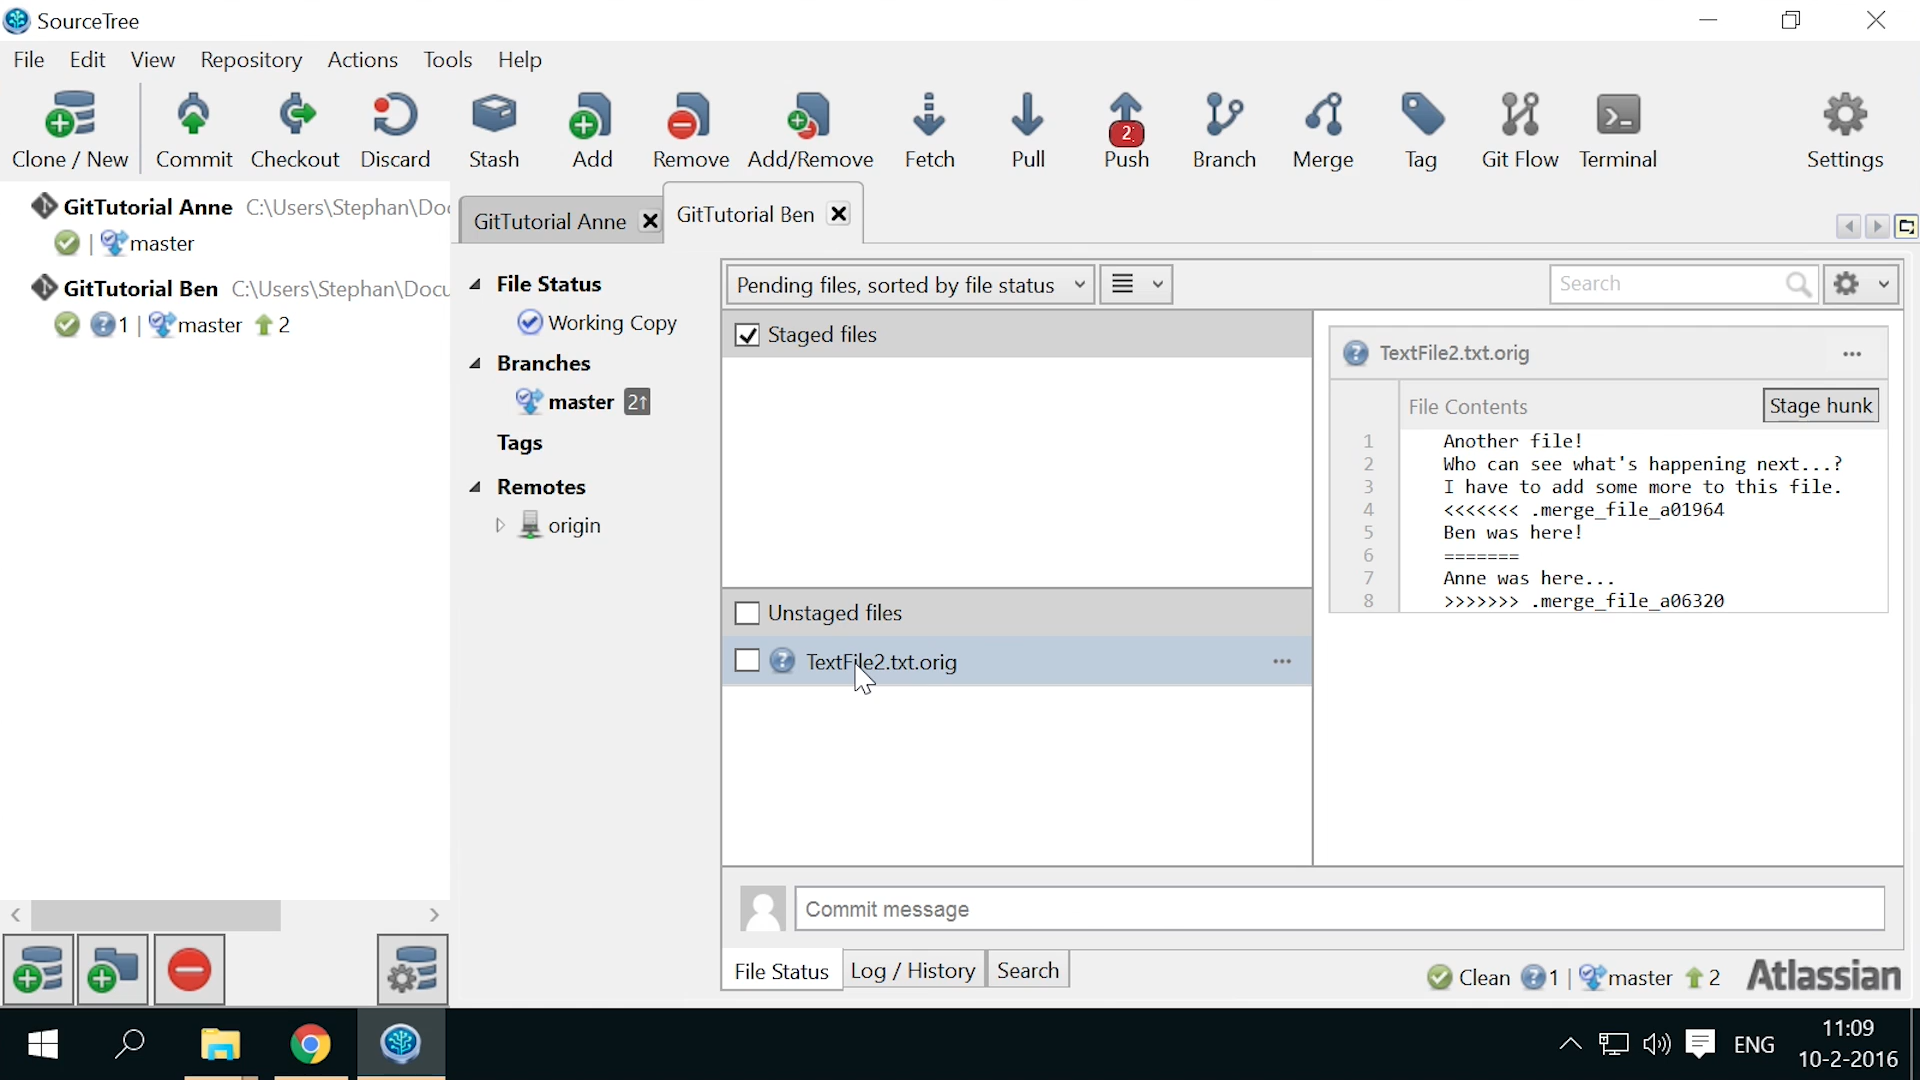 SourceTree
File Edit View Repository Actions Tools Help
Clone / New Commit Checkout Discard Stash Add Remove Add/Remove Fetch Pull 2 Push Branch Merge Tag Git Flow Terminal Settings
GitTutorial Anne C:\Users\Stephan\Doc
master
GitTutorial Ben C:\Users\Stephan\Docu
1 | master 2
GitTutorial Anne GitTutorial Ben
File Status
Working Copy
Branches
master 2↑
Tags
Remotes
origin
Pending files, sorted by file status
Search
Staged files
Unstaged files
TextFile2.txt.orig ...
TextFile2.txt.orig ...
File Contents Stage hunk
1 Another file!
2 Who can see what's happening next...?
3 I have to add some more to this file.
4 <<<<<<< .merge_file_a01964
5 Ben was here!
6 =======
7 Anne was here...
8 >>>>>>> .merge_file_a06320
Commit message
File Status Log / History Search
Clean 1 | master 2 Atlassian
ENG 11:09
10-2-2016